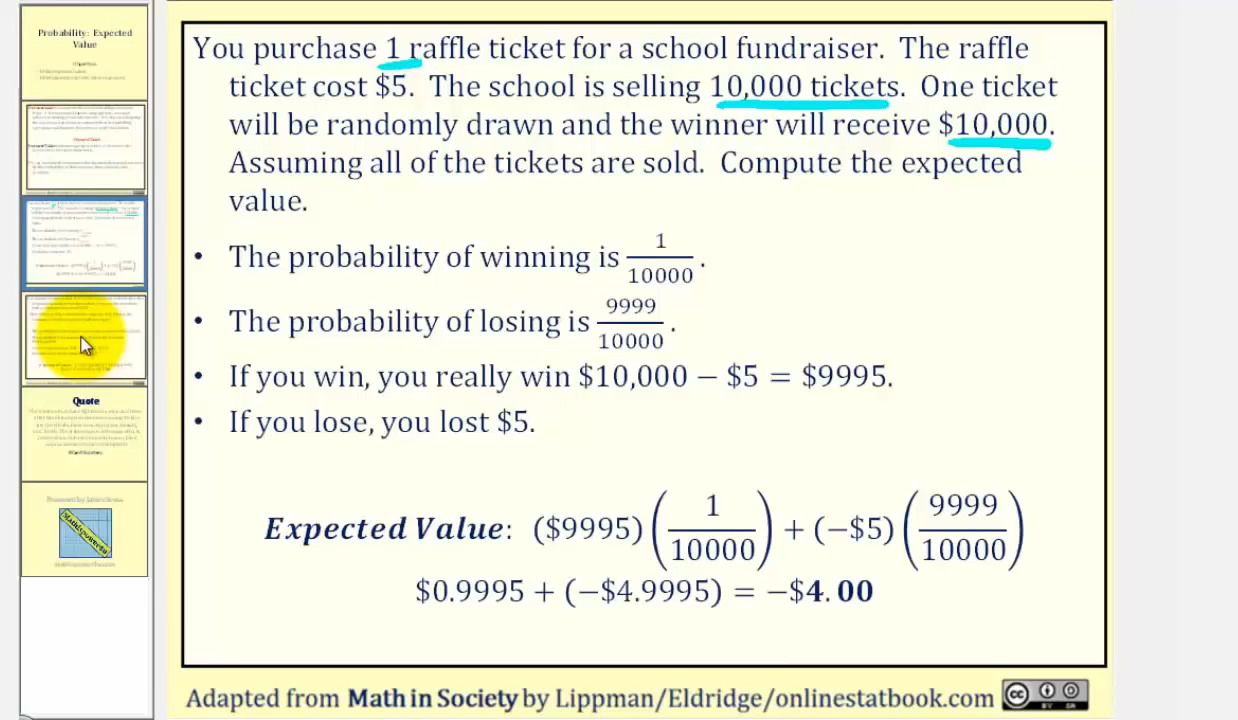 Probability: Expected
Value
You purchase 1 raffle ticket for a school fundraiser. The raffle
ticket cost $5. The school is selling 10,000 tickets. One ticket
will be randomly drawn and the winner will receive $10,000.
Assuming all of the tickets are sold. Compute the expected
value.
• The probability of winning is 1/10000 .
• The probability of losing is 9999/10000 .
• If you win, you really win $10,000 − $5 = $9995.
• If you lose, you lost $5.
Expected Value: ($9995)(1/10000) + (−$5)(9999/10000)
$0.9995 + (−$4.9995) = −$4.00
Quote
Adapted from Math in Society by Lippman/Eldridge/onlinestatbook.com